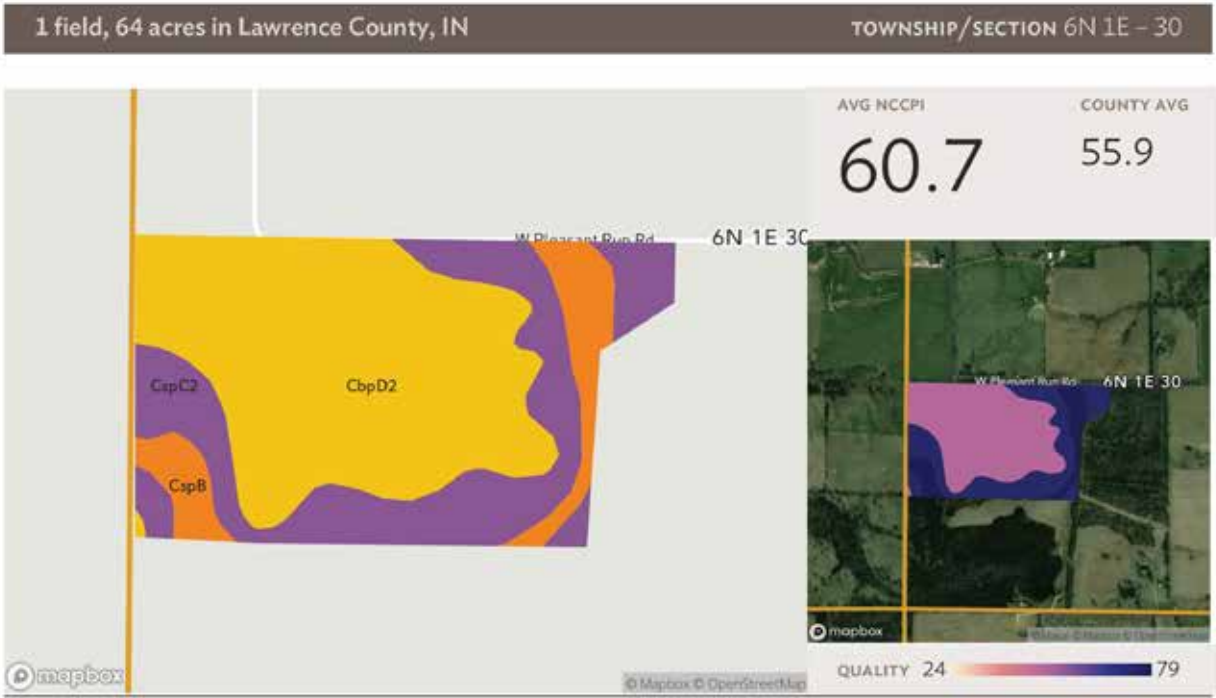 1 field, 64 acres in Lawrence County, IN
TOWNSHIP/SECTION 6N 1E – 30
AVG NCCPI
COUNTY AVG
60.7
55.9
W Pleasant Run Rd
6N 1E 30
CspC2
CbpD2
CspB
W Pleasant Run Rd
6N 1E 30
mapbox
mapbox
© Mapbox © OpenStreetMap
QUALITY 24
79